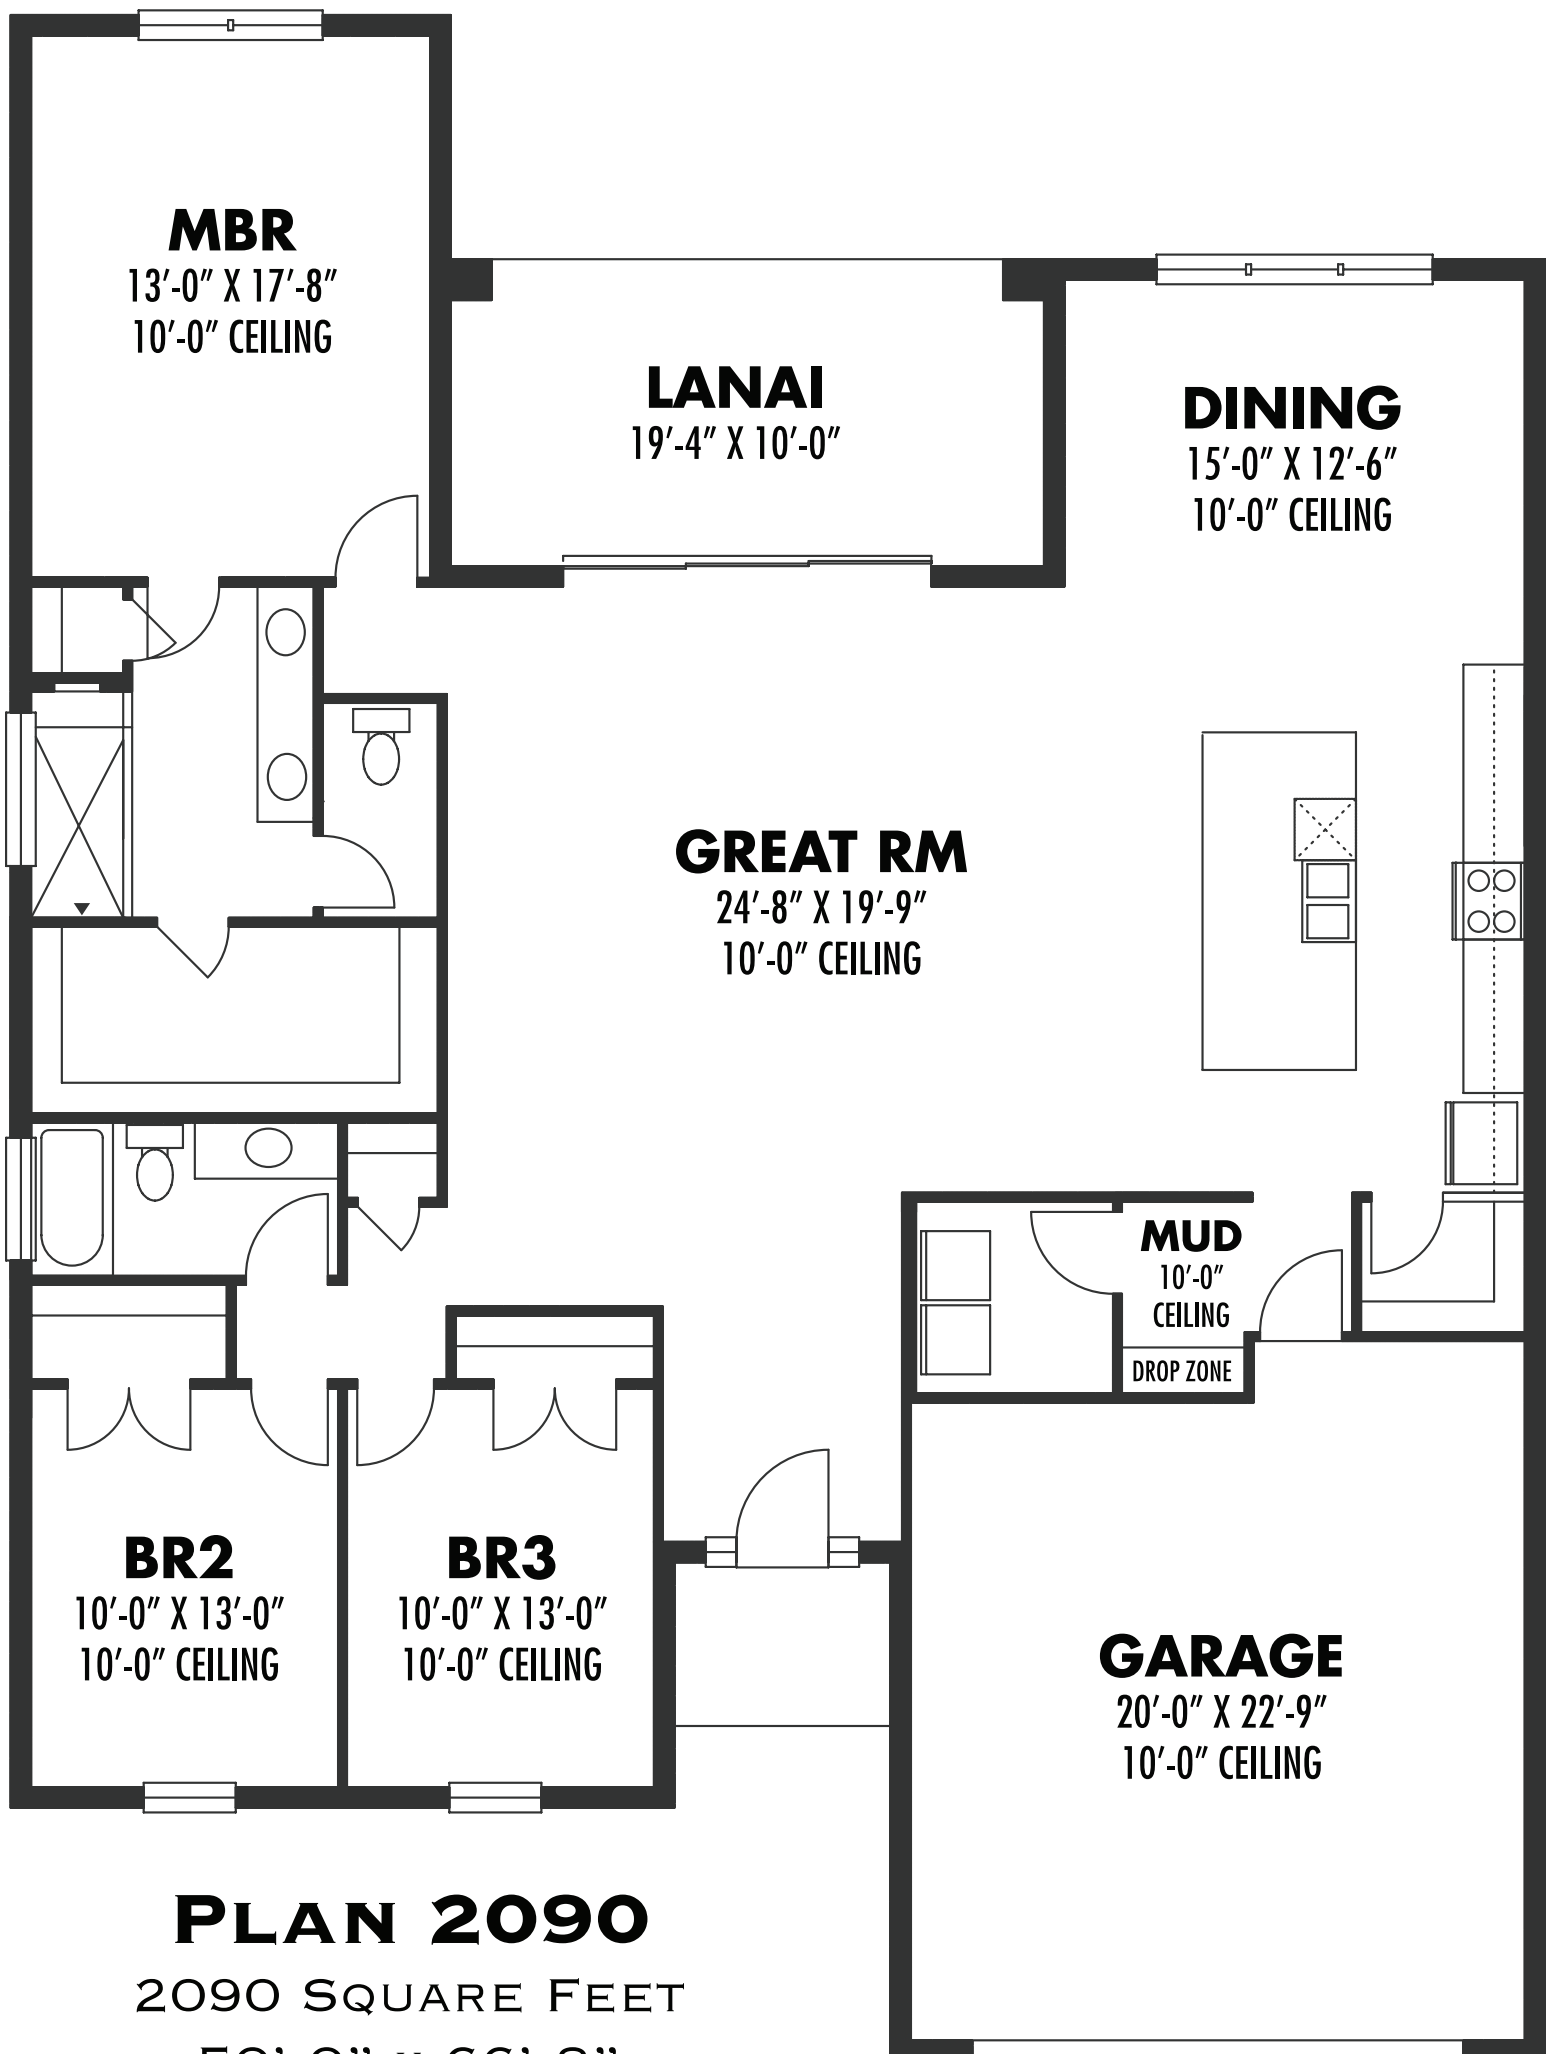 MBR
13'-0" X 17'-8"
10'-0" CEILING
LANAI
19'-4" X 10'-0"
DINING
15'-0" X 12'-6"
10'-0" CEILING
GREAT RM
24'-8" X 19'-9"
10'-0" CEILING
MUD
10'-0"
CEILING
DROP ZONE
BR2
10'-0" X 13'-0"
10'-0" CEILING
BR3
10'-0" X 13'-0"
10'-0" CEILING
GARAGE
20'-0" X 22'-9"
10'-0" CEILING
PLAN 2090
2090 SQUARE FEET